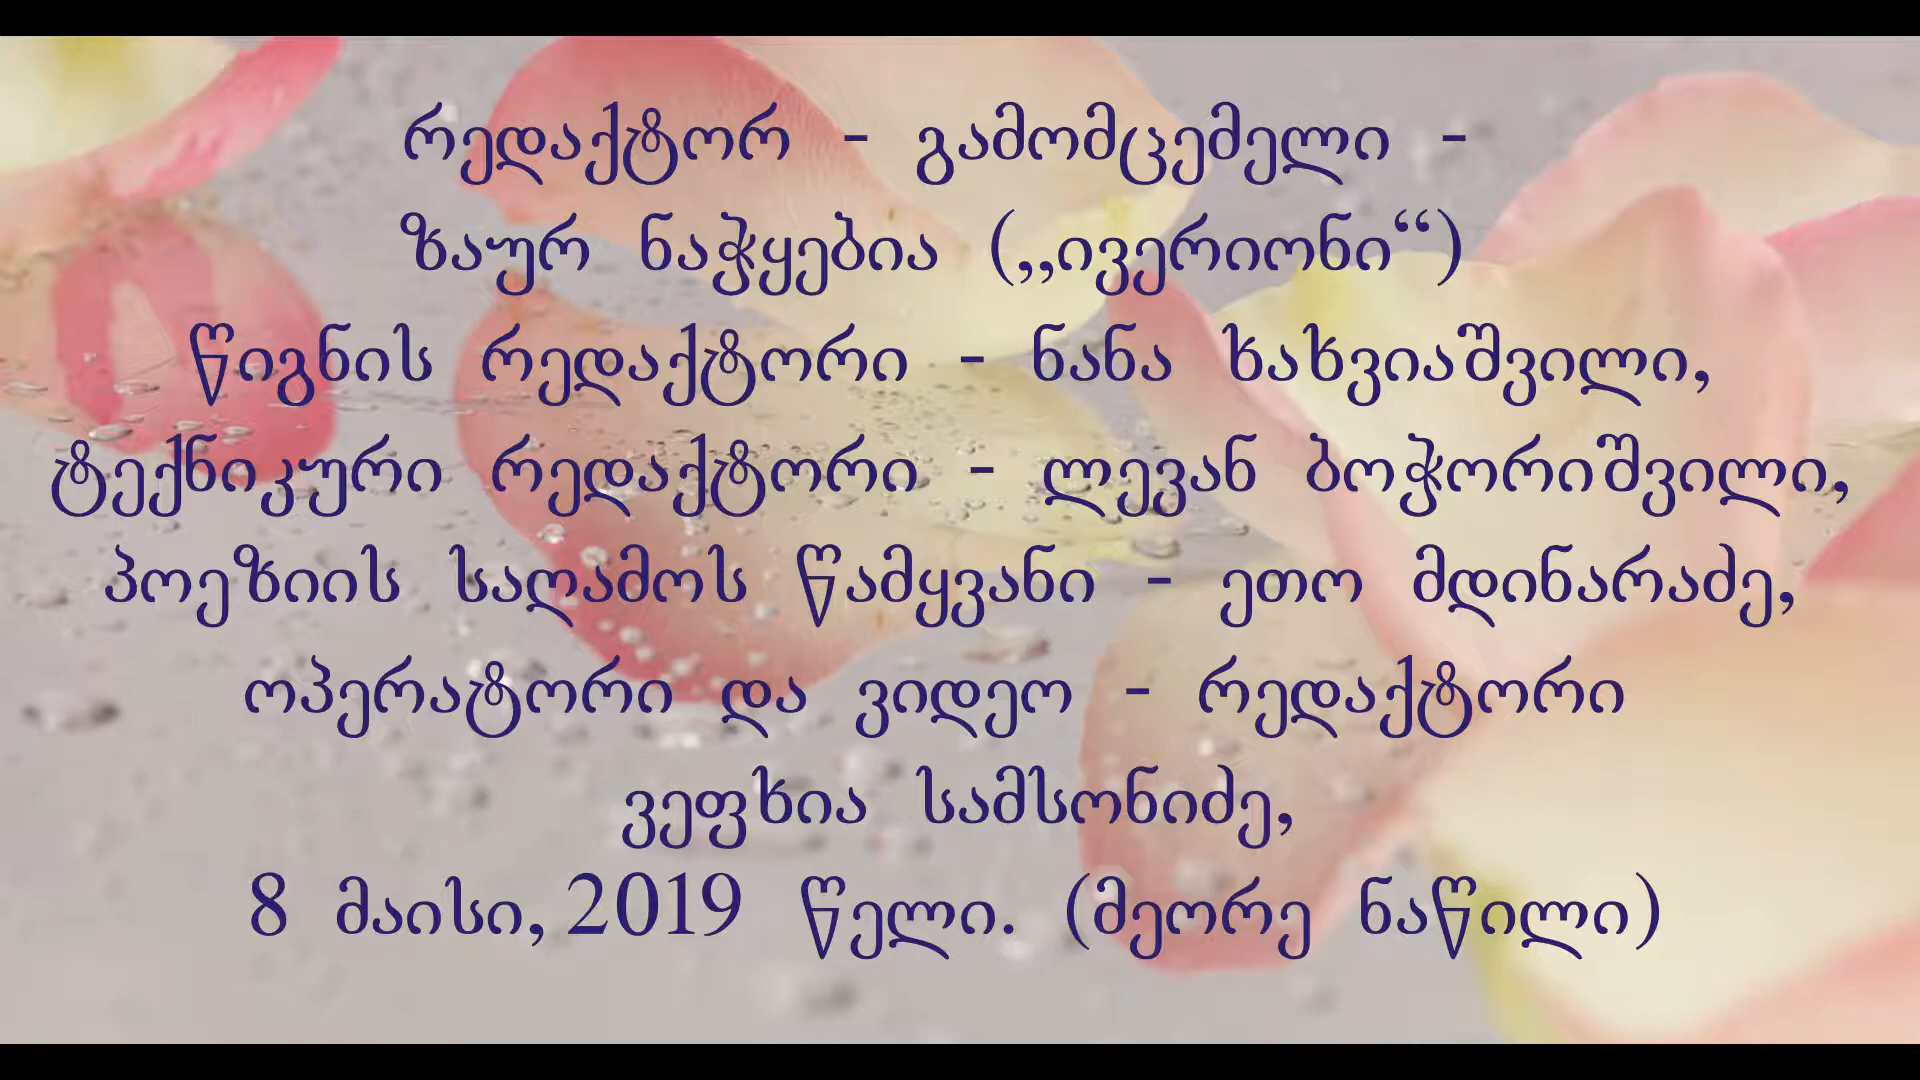 რედაქტორ - გამომცემელი -
ზაურ ნაჭყებია (,,ივერიონი“)
წიგნის რედაქტორი - ნანა ხახვიაშვილი,
ტექნიკური რედაქტორი - ლევან ბოჭორიშვილი,
პოეზიის საღამოს წამყვანი - ეთო მდინარაძე,
ოპერატორი და ვიდეო - რედაქტორი
ვეფხია სამსონიძე,
8 მაისი, 2019 წელი. (მეორე ნაწილი)